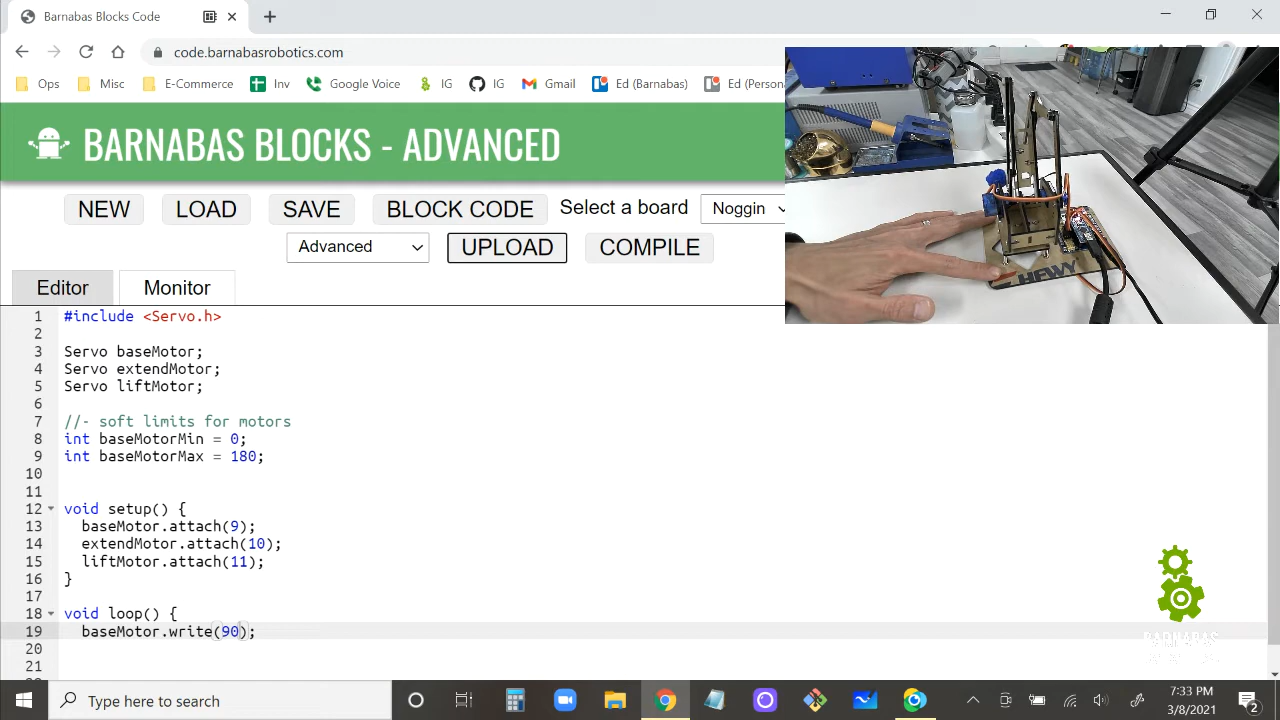 Barnabas Blocks Code
code.barnabasrobotics.com
Ops Misc E-Commerce Inv Google Voice IG IG Gmail Ed (Barnabas) Ed (Person
BARNABAS BLOCKS - ADVANCED
NEW LOAD SAVE BLOCK CODE Select a board Noggin
Advanced UPLOAD COMPILE
Editor Monitor
1 #include <Servo.h>
2
3 Servo baseMotor;
4 Servo extendMotor;
5 Servo liftMotor;
6
7 //- soft limits for motors
8 int baseMotorMin = 0;
9 int baseMotorMax = 180;
10
11
12 void setup() {
13 baseMotor.attach(9);
14 extendMotor.attach(10);
15 liftMotor.attach(11);
16 }
17
18 void loop() {
19 baseMotor.write(90);
20
21
HEWY
BARNABAS
Type here to search
7:33 PM
3/8/2021
2